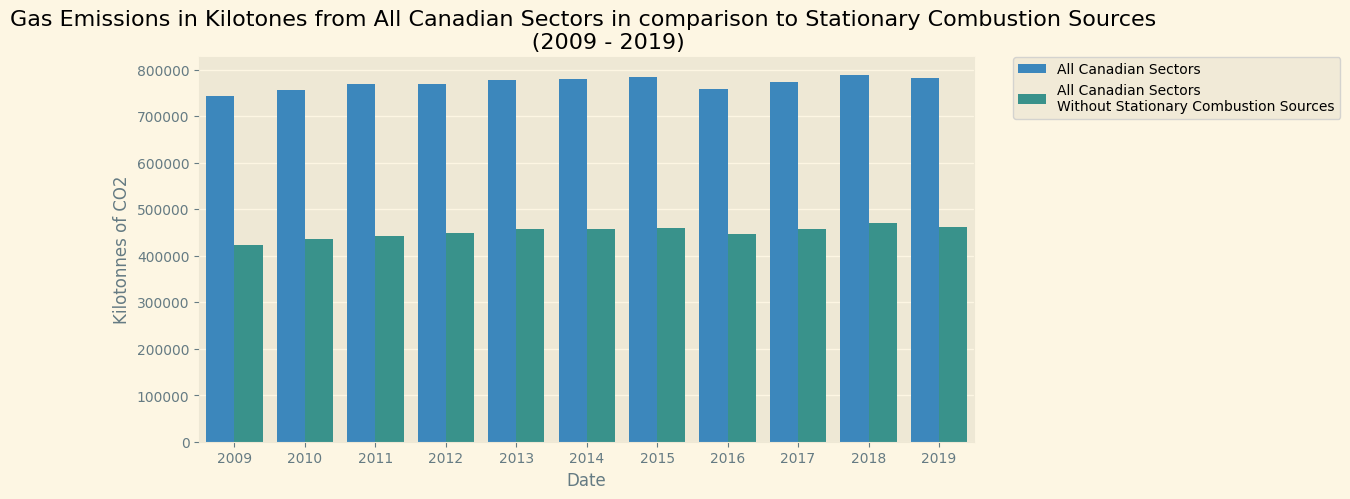 Gas Emissions in Kilotones from All Canadian Sectors in comparison to Stationary Combustion Sources
(2009 - 2019)
All Canadian Sectors
All Canadian Sectors
Without Stationary Combustion Sources
Kilotonnes of CO2
800000
700000
600000
500000
400000
300000
200000
100000
0
2009 2010 2011 2012 2013 2014 2015 2016 2017 2018 2019
Date